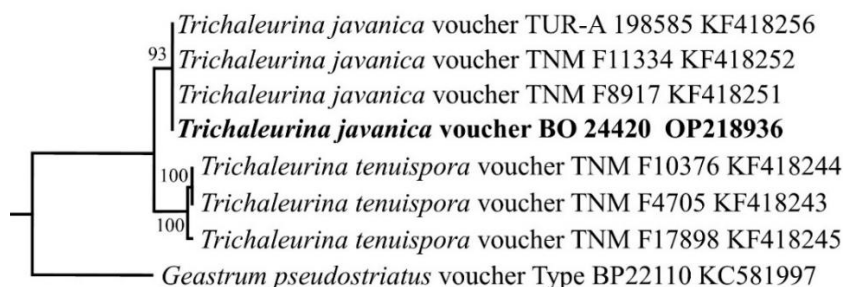 Trichaleurina javanica voucher TUR-A 198585 KF418256
93
Trichaleurina javanica voucher TNM F11334 KF418252
Trichaleurina javanica voucher TNM F8917 KF418251
Trichaleurina javanica voucher BO 24420 OP218936
Trichaleurina tenuispora voucher TNM F10376 KF418244
100
Trichaleurina tenuispora voucher TNM F4705 KF418243
100
Trichaleurina tenuispora voucher TNM F17898 KF418245
Geastrum pseudostriatus voucher Type BP22110 KC581997